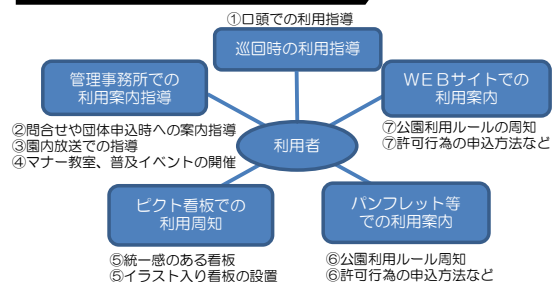 ①口頭での利用指導
巡回時の利用指導
管理事務所での
利用案内指導
WEBサイトでの
利用案内
②問合せや団体申込時への案内指導
③園内放送での指導
④マナー教室、普及イベントの開催
利用者
⑦公園利用ルールの周知
⑦許可行為の申込方法など
ピクト看板での
利用周知
パンフレット等
での利用案内
⑤統一感のある看板
⑤イラスト入り看板の設置
⑥公園利用ルール周知
⑥許可行為の申込方法など